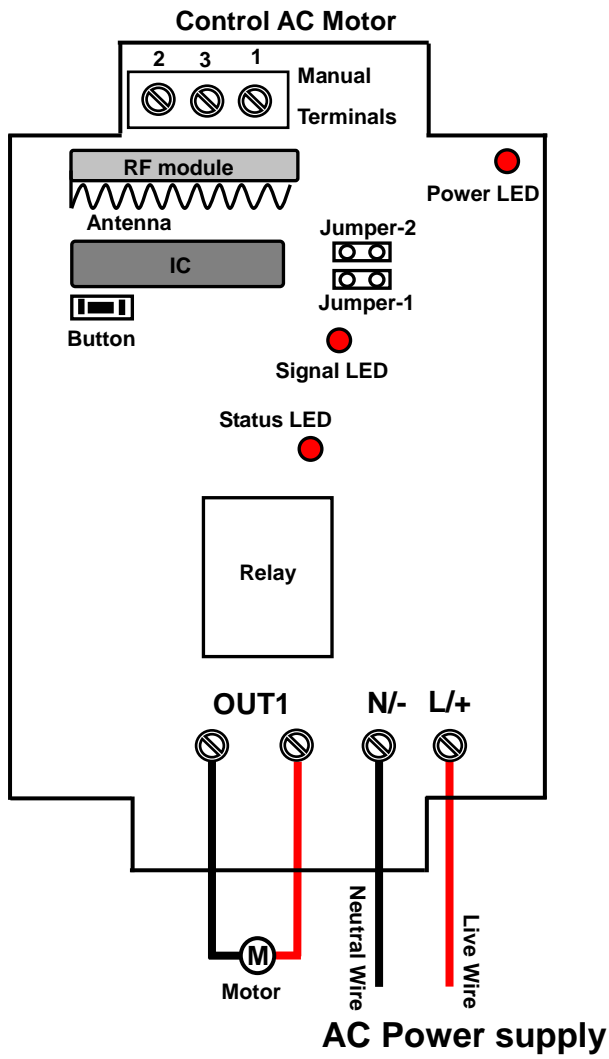 Control AC Motor
2 3 1
Manual
Terminals
RF module
Power LED
Antenna
Jumper-2
IC
Jumper-1
Button
Signal LED
Status LED
Relay
OUT1 N/- L/+
Neutral Wire
Live Wire
M
Motor
AC Power supply